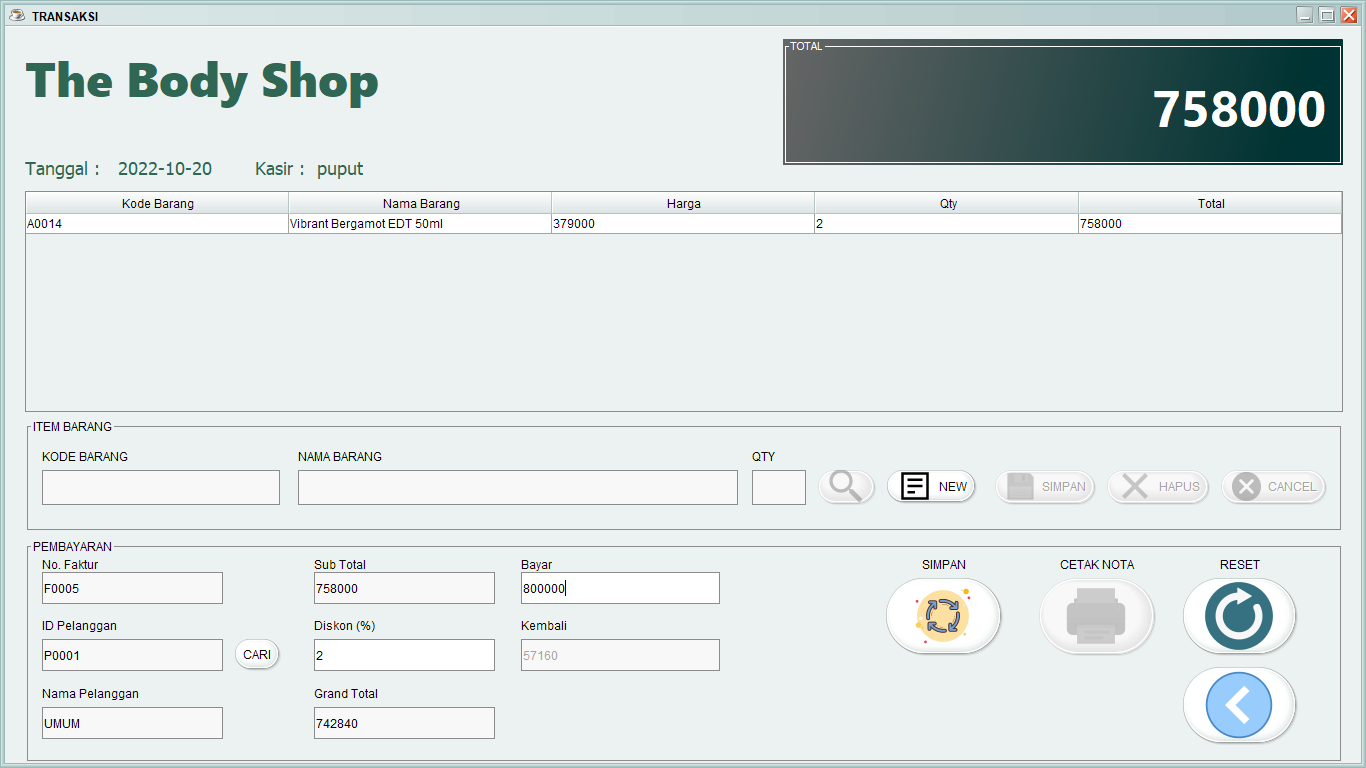 TRANSAKSI
The Body Shop
TOTAL
758000
Tanggal : 2022-10-20 Kasir : puput
Kode Barang Nama Barang Harga Qty Total
A0014 Vibrant Bergamot EDT 50ml 379000 2 758000
ITEM BARANG
KODE BARANG NAMA BARANG QTY
NEW SIMPAN HAPUS CANCEL
PEMBAYARAN
No. Faktur Sub Total Bayar SIMPAN CETAK NOTA RESET
F0005 758000 800000
ID Pelanggan Diskon (%) Kembali
P0001 CARI 2 57160
Nama Pelanggan Grand Total
UMUM 742840